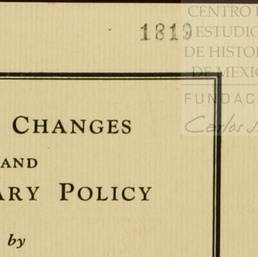 1819
CENTRO
ESTUDIO
DE HISTOR
DE MEXIC
FUNDAC
Carlos
CHANGES
AND
ARY POLICY
by